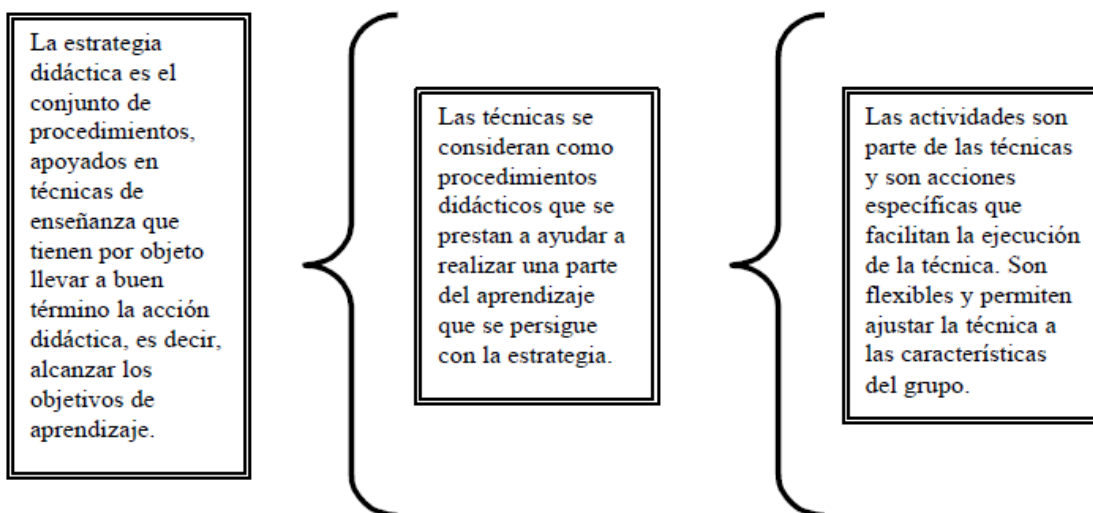 La estrategia
didáctica es el
conjunto de
procedimientos,
apoyados en
técnicas de
enseñanza que
tienen por objeto
llevar a buen
término la acción
didáctica, es decir,
alcanzar los
objetivos de
aprendizaje.
Las técnicas se
consideran como
procedimientos
didácticos que se
prestan a ayudar a
realizar una parte
del aprendizaje
que se persigue
con la estrategia.
Las actividades son
parte de las técnicas
y son acciones
específicas que
facilitan la ejecución
de la técnica. Son
flexibles y permiten
ajustar la técnica a
las características
del grupo.